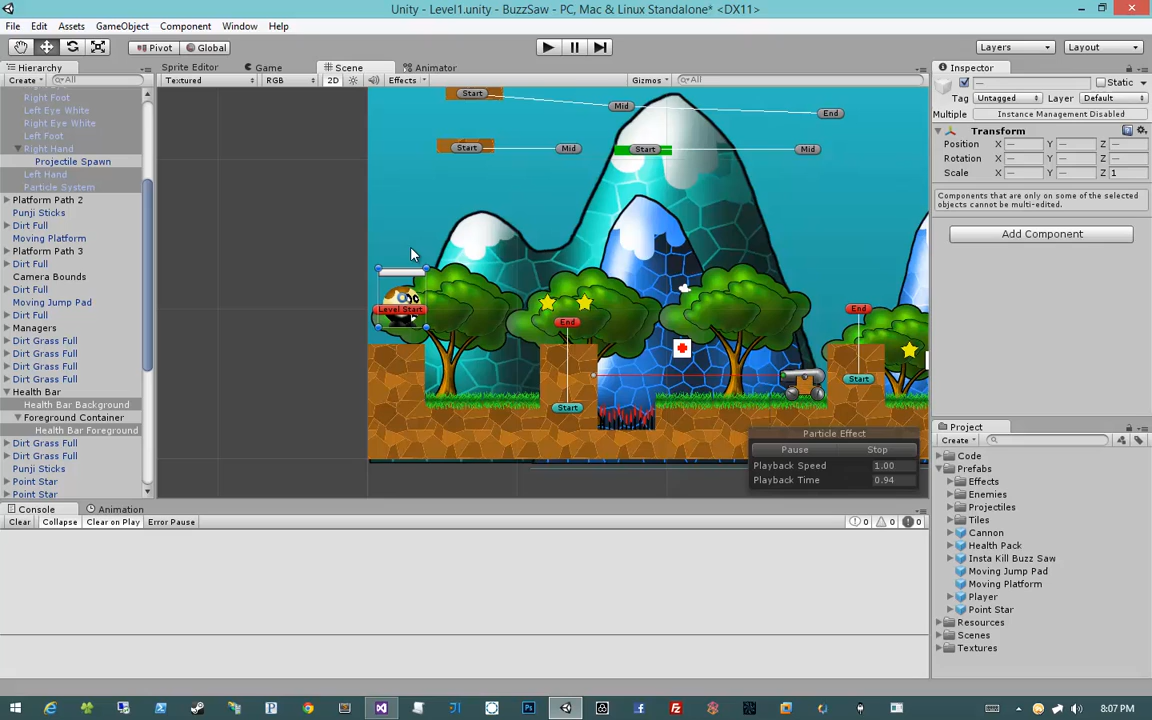 Unity - Level1.unity - BuzzSaw - PC, Mac & Linux Standalone* <DX11>
File Edit Assets GameObject Component Window Help
Pivot Global Layers Layout
Hierarchy Sprite Editor Game Scene Animator Inspector
Create All Textured RGB 2D Effects Gizmos All
— Static
Tag Untagged Layer Default
Multiple Instance Management Disabled
Transform
Position X — Y — Z —
Rotation X — Y — Z —
Scale X — Y — Z 1
Components that are only on some of the selected
objects cannot be multi-edited.
Add Component
Right Foot
Left Eye White
Right Eye White
Left Foot
Right Hand
Projectile Spawn
Left Hand
Particle System
Platform Path 2
Punji Sticks
Dirt Full
Moving Platform
Platform Path 3
Dirt Full
Camera Bounds
Dirt Full
Moving Jump Pad
Dirt Full
Managers
Dirt Grass Full
Dirt Grass Full
Dirt Grass Full
Dirt Grass Full
Health Bar
Health Bar Background
Foreground Container
Health Bar Foreground
Dirt Grass Full
Dirt Grass Full
Punji Sticks
Point Star
Point Star
Start Mid End
Start Mid Start Mid
Level Start End End
Start Start
Particle Effect
Pause Stop
Playback Speed 1.00
Playback Time 0.94
Project
Create
Code
Prefabs
Effects
Enemies
Projectiles
Tiles
Cannon
Health Pack
Insta Kill Buzz Saw
Moving Jump Pad
Moving Platform
Player
Point Star
Resources
Scenes
Textures
Console Animation
Clear Collapse Clear on Play Error Pause 0 0 0
8:07 PM